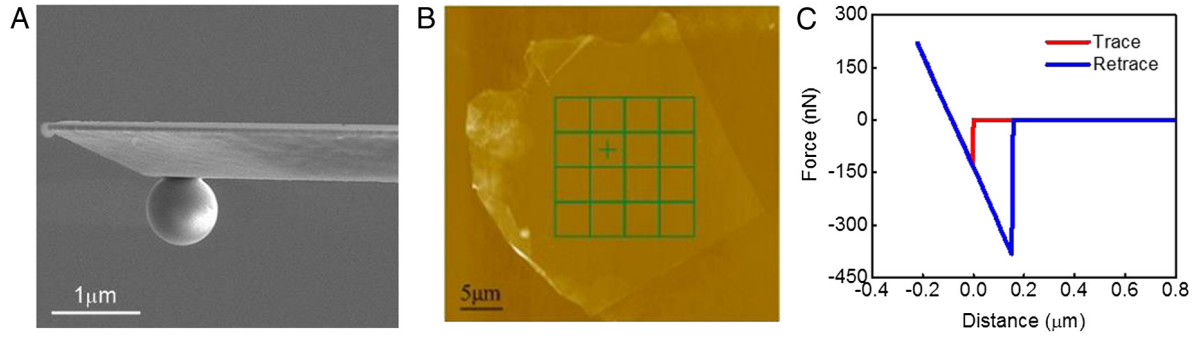 A
1μm
B
5μm
C
Force (nN)
300
150
0
-150
-300
-450
-0.4 -0.2 0.0 0.2 0.4 0.6 0.8
Distance (μm)
Trace
Retrace